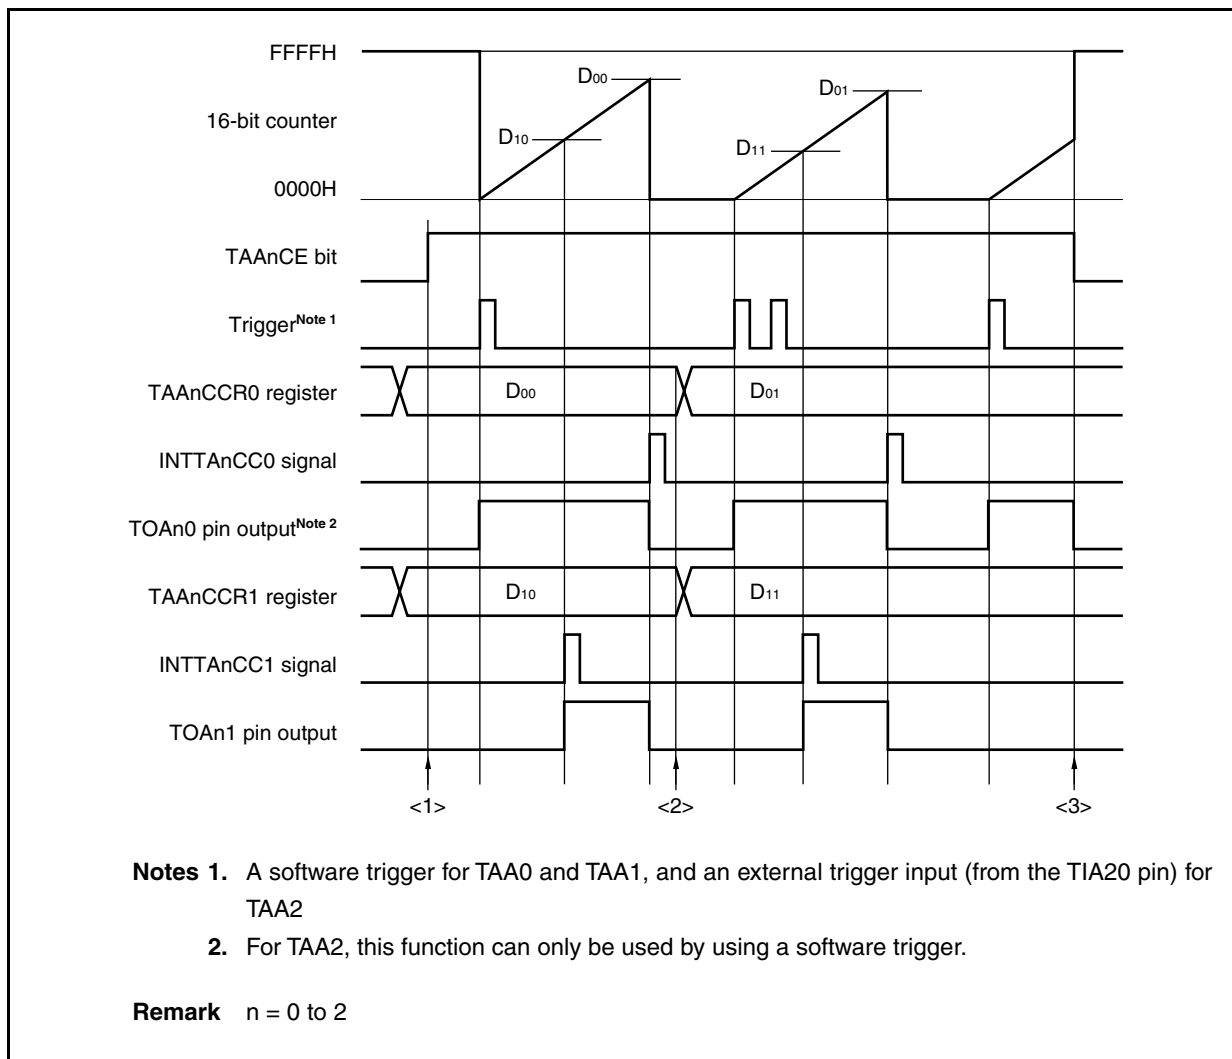 FFFFH
D00
D01
16-bit counter
D10
D11
0000H
TAAnCE bit
TriggerNote 1
TAAnCCR0 register
D00
D01
INTTAnCC0 signal
TOAn0 pin outputNote 2
TAAnCCR1 register
D10
D11
INTTAnCC1 signal
TOAn1 pin output
<1>
<2>
<3>
Notes 1. A software trigger for TAA0 and TAA1, and an external trigger input (from the TIA20 pin) for
TAA2
2. For TAA2, this function can only be used by using a software trigger.
Remark n = 0 to 2